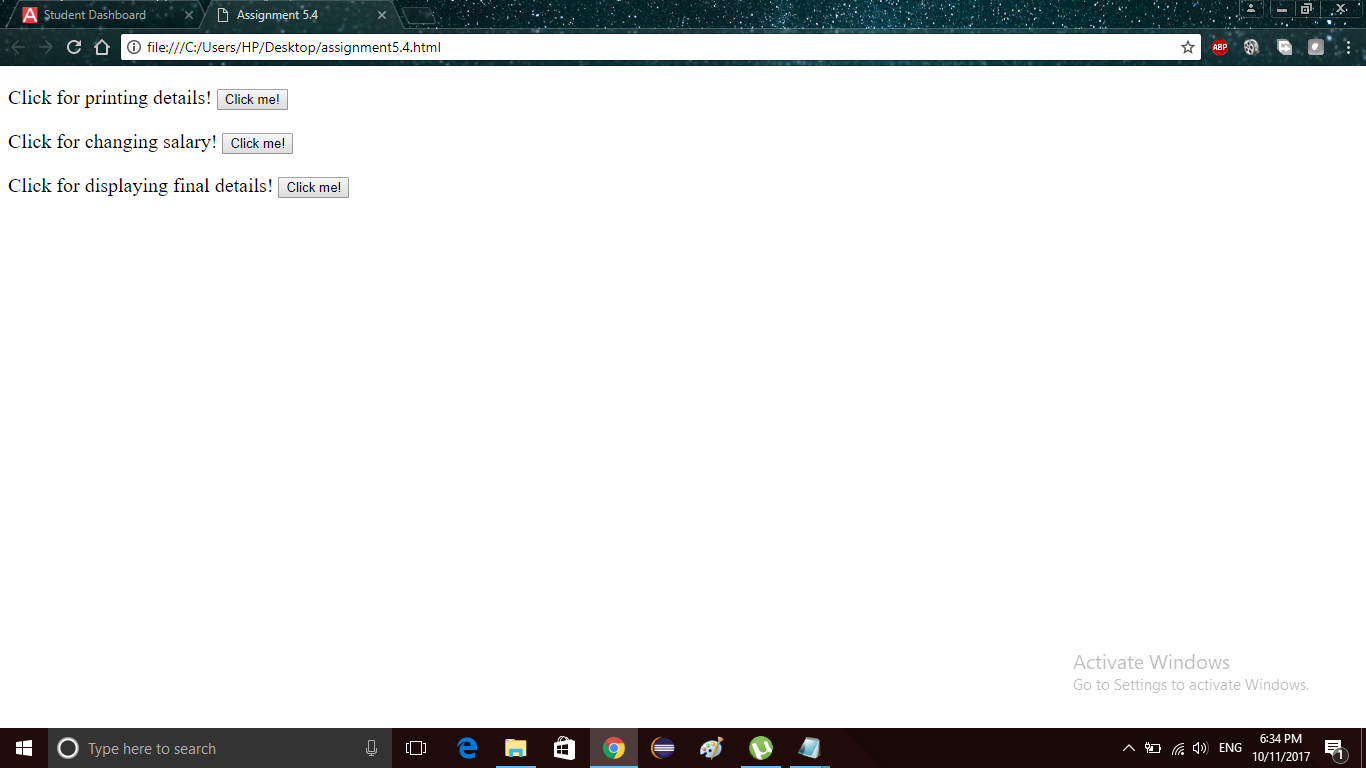 Student Dashboard
Assignment 5.4
file:///C:/Users/HP/Desktop/assignment5.4.html
ABP
Click for printing details! Click me!
Click for changing salary! Click me!
Click for displaying final details! Click me!
Activate Windows
Go to Settings to activate Windows.
Type here to search
ENG
6:34 PM
10/11/2017
1